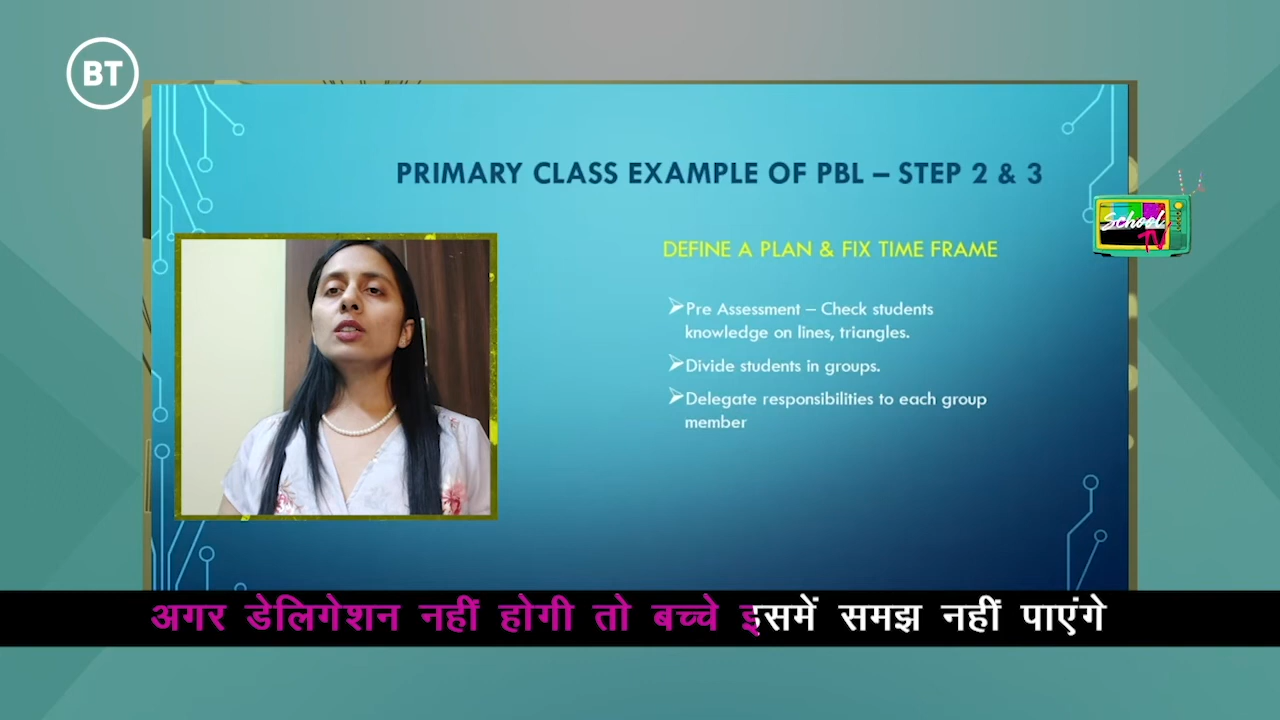 BT
PRIMARY CLASS EXAMPLE OF PBL – STEP 2 & 3
School
TV
DEFINE A PLAN & FIX TIME FRAME
➢Pre Assessment – Check students
knowledge on lines, triangles.
➢Divide students in groups.
➢Delegate responsibilities to each group
member
अगर डेलिगेशन नहीं होगी तो बच्चे इसमें समझ नहीं पाएंगे